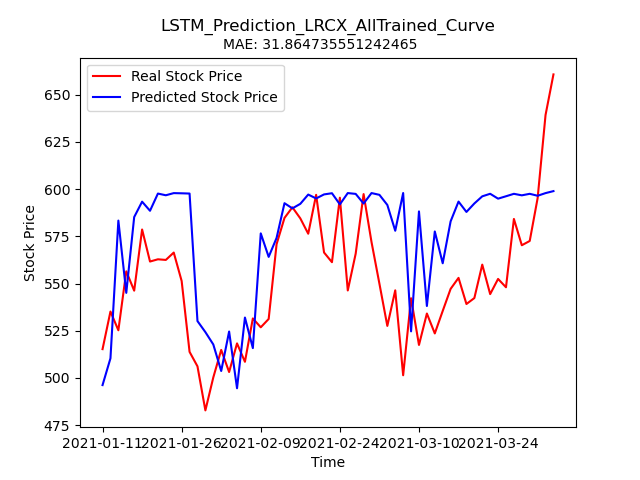 LSTM_Prediction_LRCX_AllTrained_Curve
MAE: 31.864735551242465
Real Stock Price
Predicted Stock Price
Stock Price
650
625
600
575
550
525
500
475
2021-01-11 2021-01-26 2021-02-09 2021-02-24 2021-03-10 2021-03-24
Time